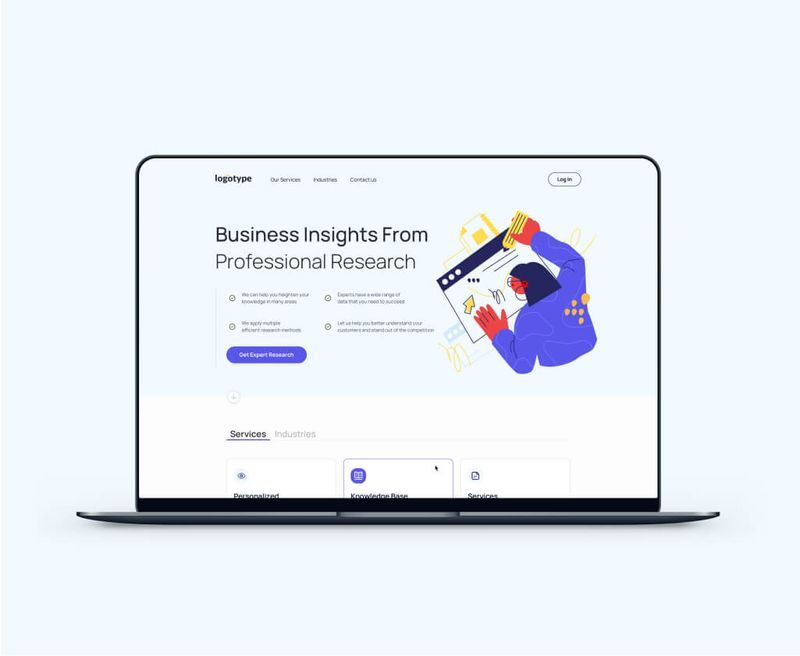 logotype Our Services Industries Contact us Log In
Business Insights From
Professional Research
We can help you heighten your
knowledge in many areas
Experts have a wide range of
data that you need to succeed
We apply multiple
efficient research methods
Let us help you better understand your
customers and stand out of the competition
Get Expert Research
Services Industries
Personalized
Knowledge Base
Services